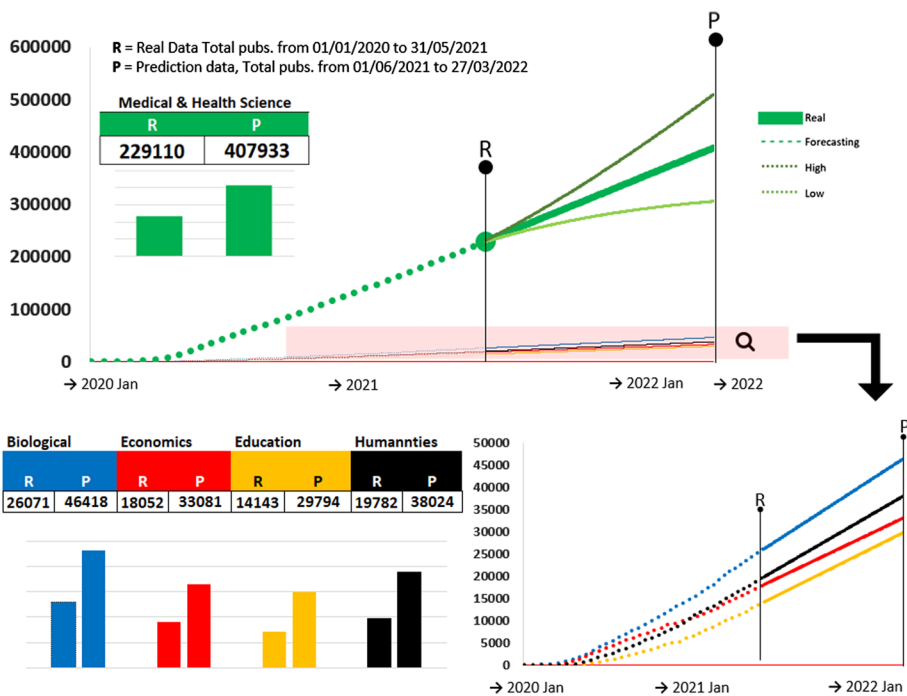 P
600000
R = Real Data Total pubs. from 01/01/2020 to 31/05/2021
P = Prediction data, Total pubs. from 01/06/2021 to 27/03/2022
500000
Medical & Health Science
R P
229110 407933
Real
Forecasting
High
Low
400000
R
300000
200000
100000
0
→ 2020 Jan → 2021 → 2022 Jan → 2022
Biological Economics Education Humannties
R P R P R P R P
26071 46418 18052 33081 14143 29794 19782 38024
P
50000
45000
40000
R
35000
30000
25000
20000
15000
10000
5000
0
→ 2020 Jan → 2021 Jan → 2022 Jan